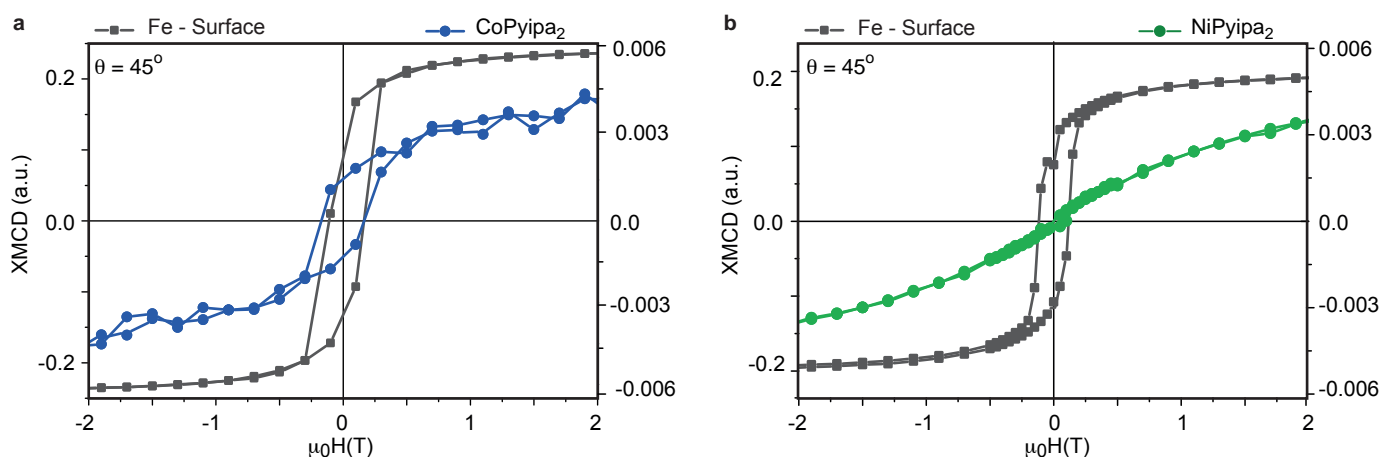 a
Fe - Surface
CoPyipa2
θ = 45o
XMCD (a.u.)
0.2
0.0
-0.2
0.006
0.003
0.0
-0.003
-0.006
-2
-1
0
1
2
μ0H(T)
b
Fe - Surface
NiPyipa2
θ = 45o
XMCD (a.u.)
0.2
0.0
-0.2
0.006
0.003
0.0
-0.003
-0.006
-2
-1
0
1
2
μ0H(T)